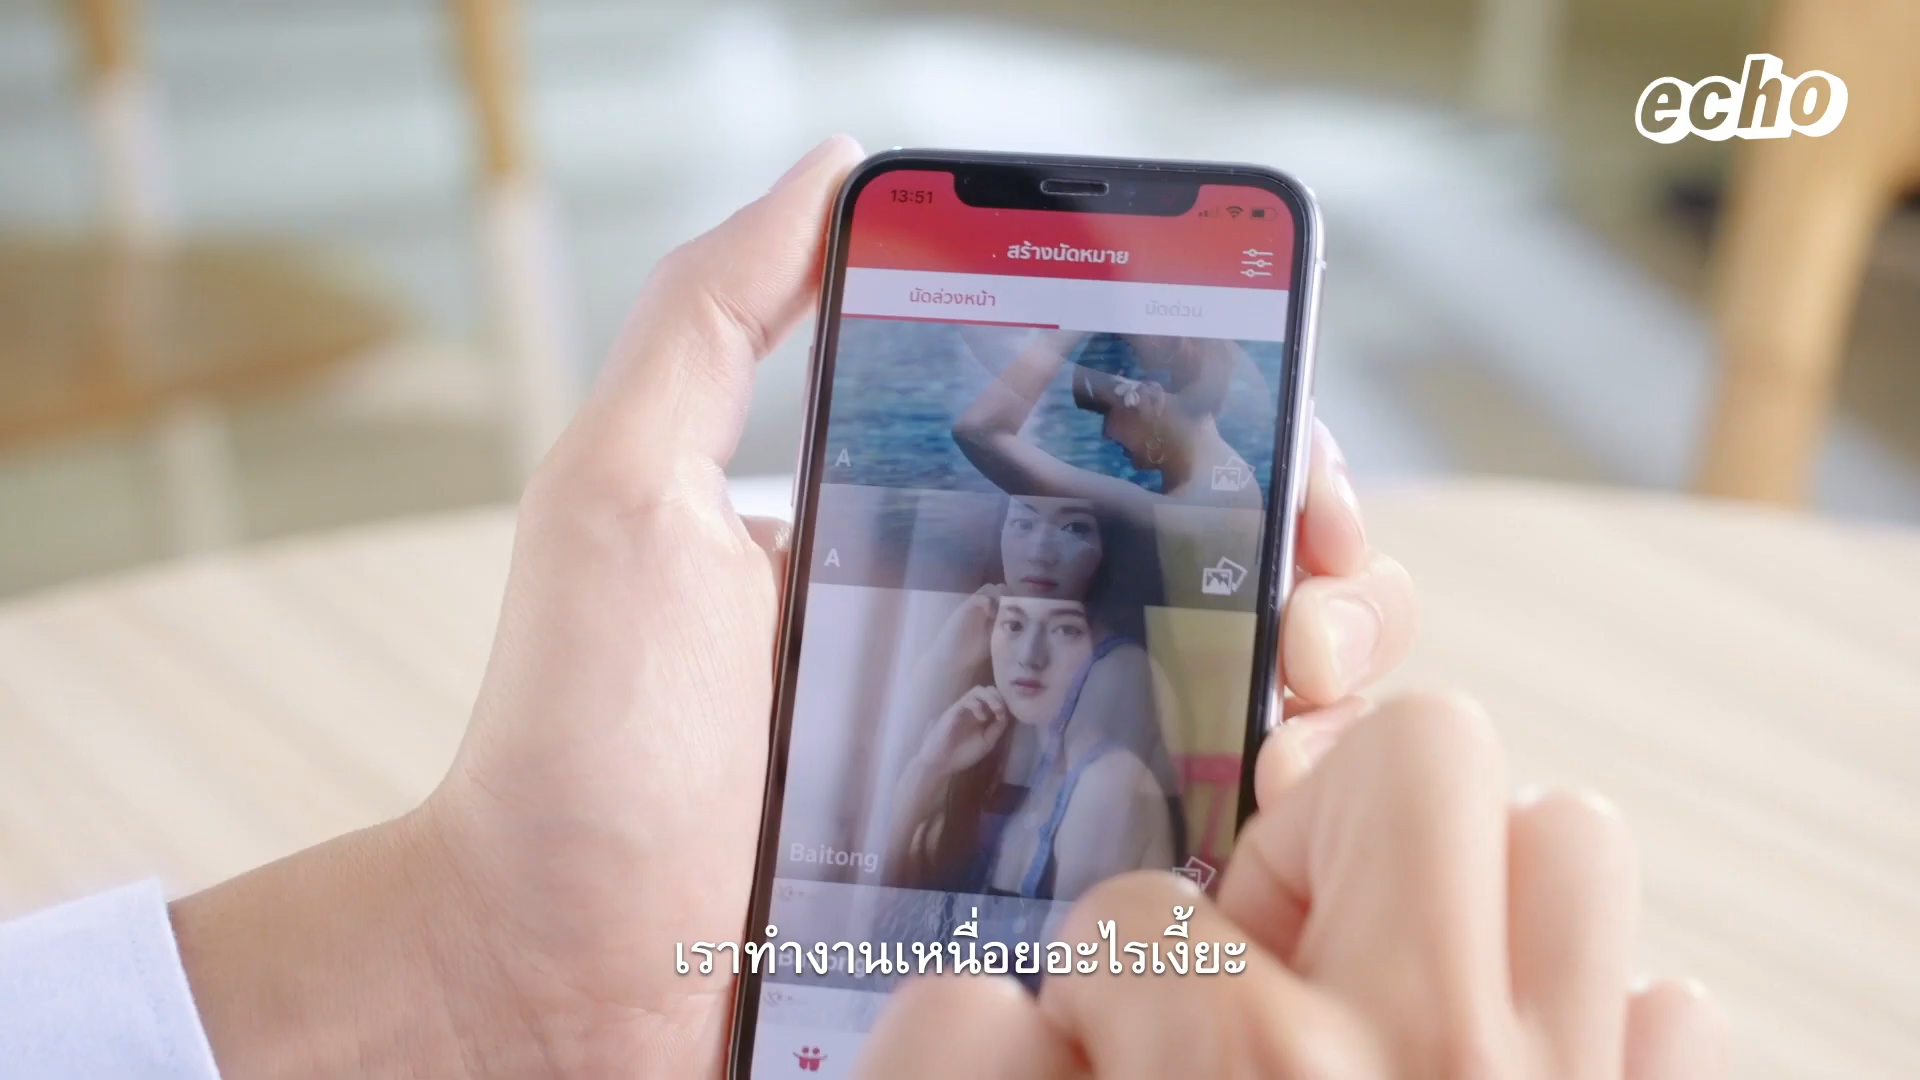 echo
13:51
สร้างนัดหมาย
นัดล่วงหน้า
นัดด่วน
A
A
Baitong
เราทำงานเหนื่อยอะไรเงี้ยะ